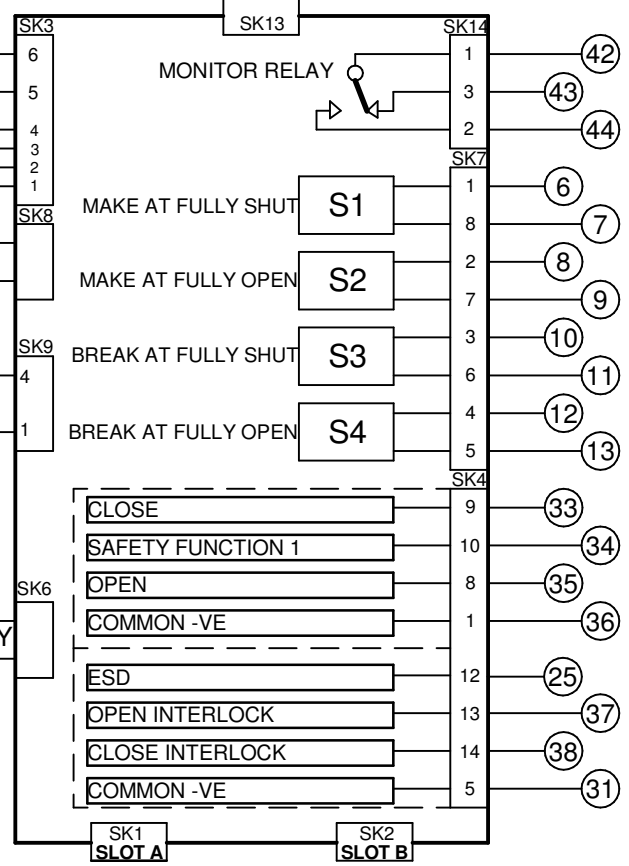 SK3 SK13 SK14
6 MONITOR RELAY 1 42
5 3 43
4 2 44
3
2
1
SK7
MAKE AT FULLY SHUT S1 1 6
SK8 8 7
MAKE AT FULLY OPEN S2 2 8
7 9
SK9 BREAK AT FULLY SHUT S3 3 10
4 6 11
1 BREAK AT FULLY OPEN S4 4 12
5 13
SK4
CLOSE 9 33
SAFETY FUNCTION 1 10 34
SK6 OPEN 8 35
COMMON -VE 1 36
Y
ESD 12 25
OPEN INTERLOCK 13 37
CLOSE INTERLOCK 14 38
COMMON -VE 5 31
SK1 SK2
SLOT A SLOT B